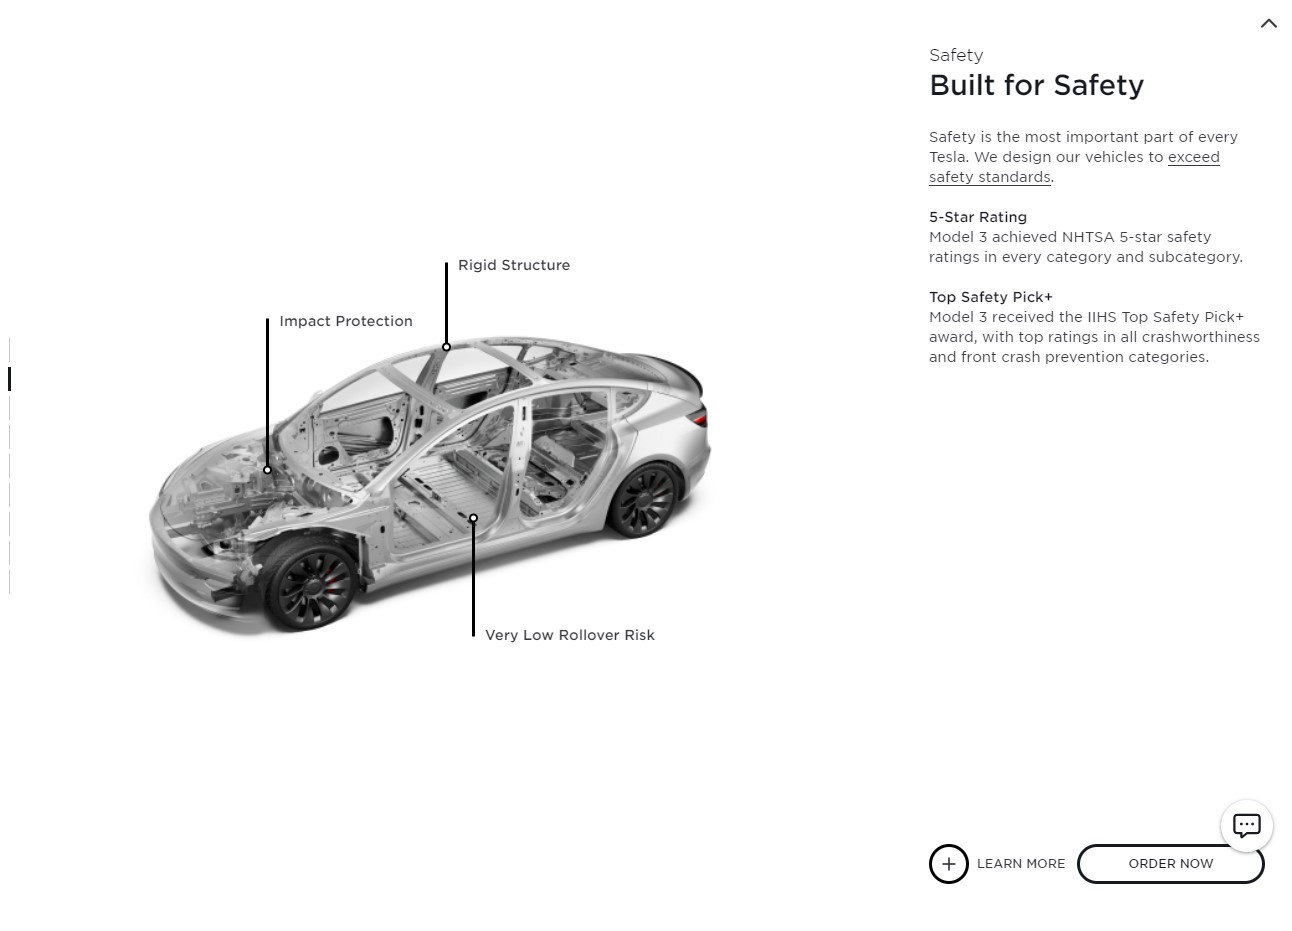 Safety
Built for Safety
Safety is the most important part of every
Tesla. We design our vehicles to exceed
safety standards.
5-Star Rating
Model 3 achieved NHTSA 5-star safety
ratings in every category and subcategory.
Top Safety Pick+
Model 3 received the IIHS Top Safety Pick+
award, with top ratings in all crashworthiness
and front crash prevention categories.
Rigid Structure
Impact Protection
Very Low Rollover Risk
LEARN MORE
ORDER NOW